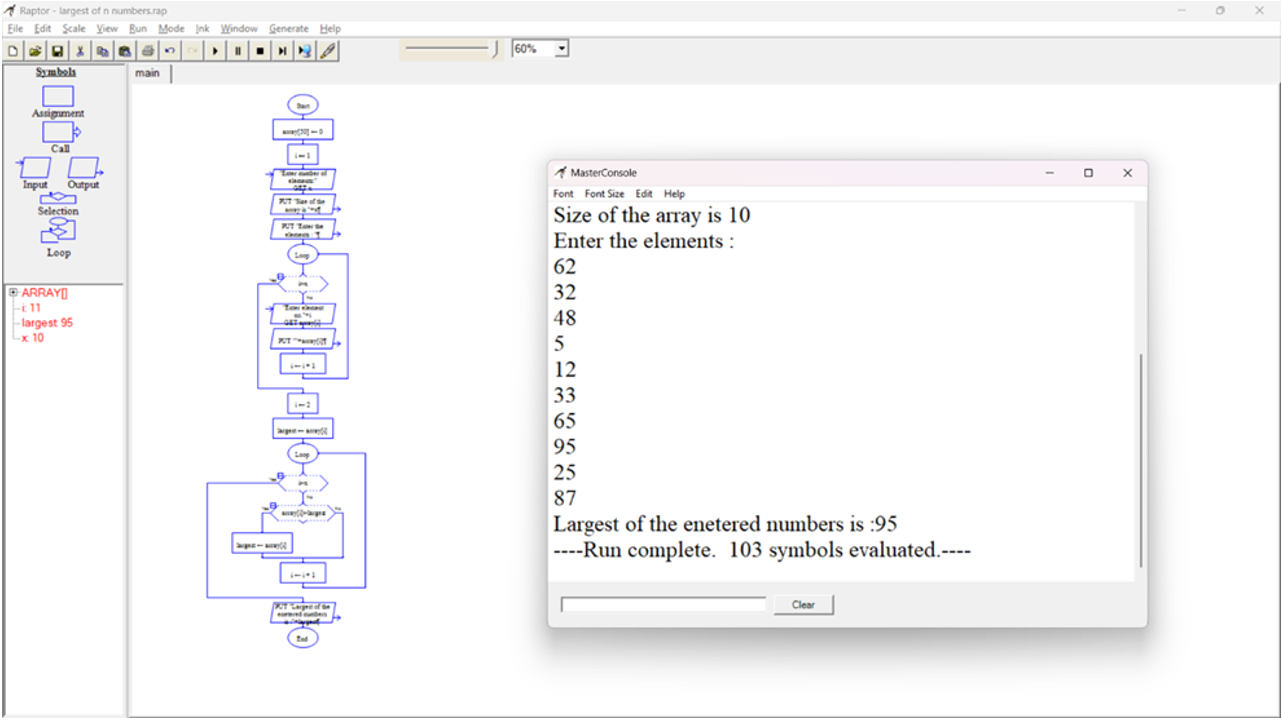 Raptor - largest of n numbers.rap
File Edit Scale View Run Mode Ink Window Generate Help
60%
Symbols
Assignment
Call
Input Output
Selection
Loop
ARRAY[]
i: 11
largest 95
x: 10
main
Start
array[50] ← 0
i ← 1
"Enter number of
elements:"
GET
PUT "Size of the
array is "+
PUT "Enter the
elements : "¶
Loop
Yes
No
"Enter element
no."+i
GET array[i]
PUT ""+array[i]¶
i ← i + 1
i ← 2
largest ← array[i]
Loop
Yes
No
Yes array[i]>largest No
largest ← array[i]
i ← i + 1
PUT "Largest of the
enetered numbers
is :"+largest¶
End
MasterConsole
Font Font Size Edit Help
Size of the array is 10
Enter the elements :
62
32
48
5
12
33
65
95
25
87
Largest of the enetered numbers is :95
----Run complete. 103 symbols evaluated.----
Clear